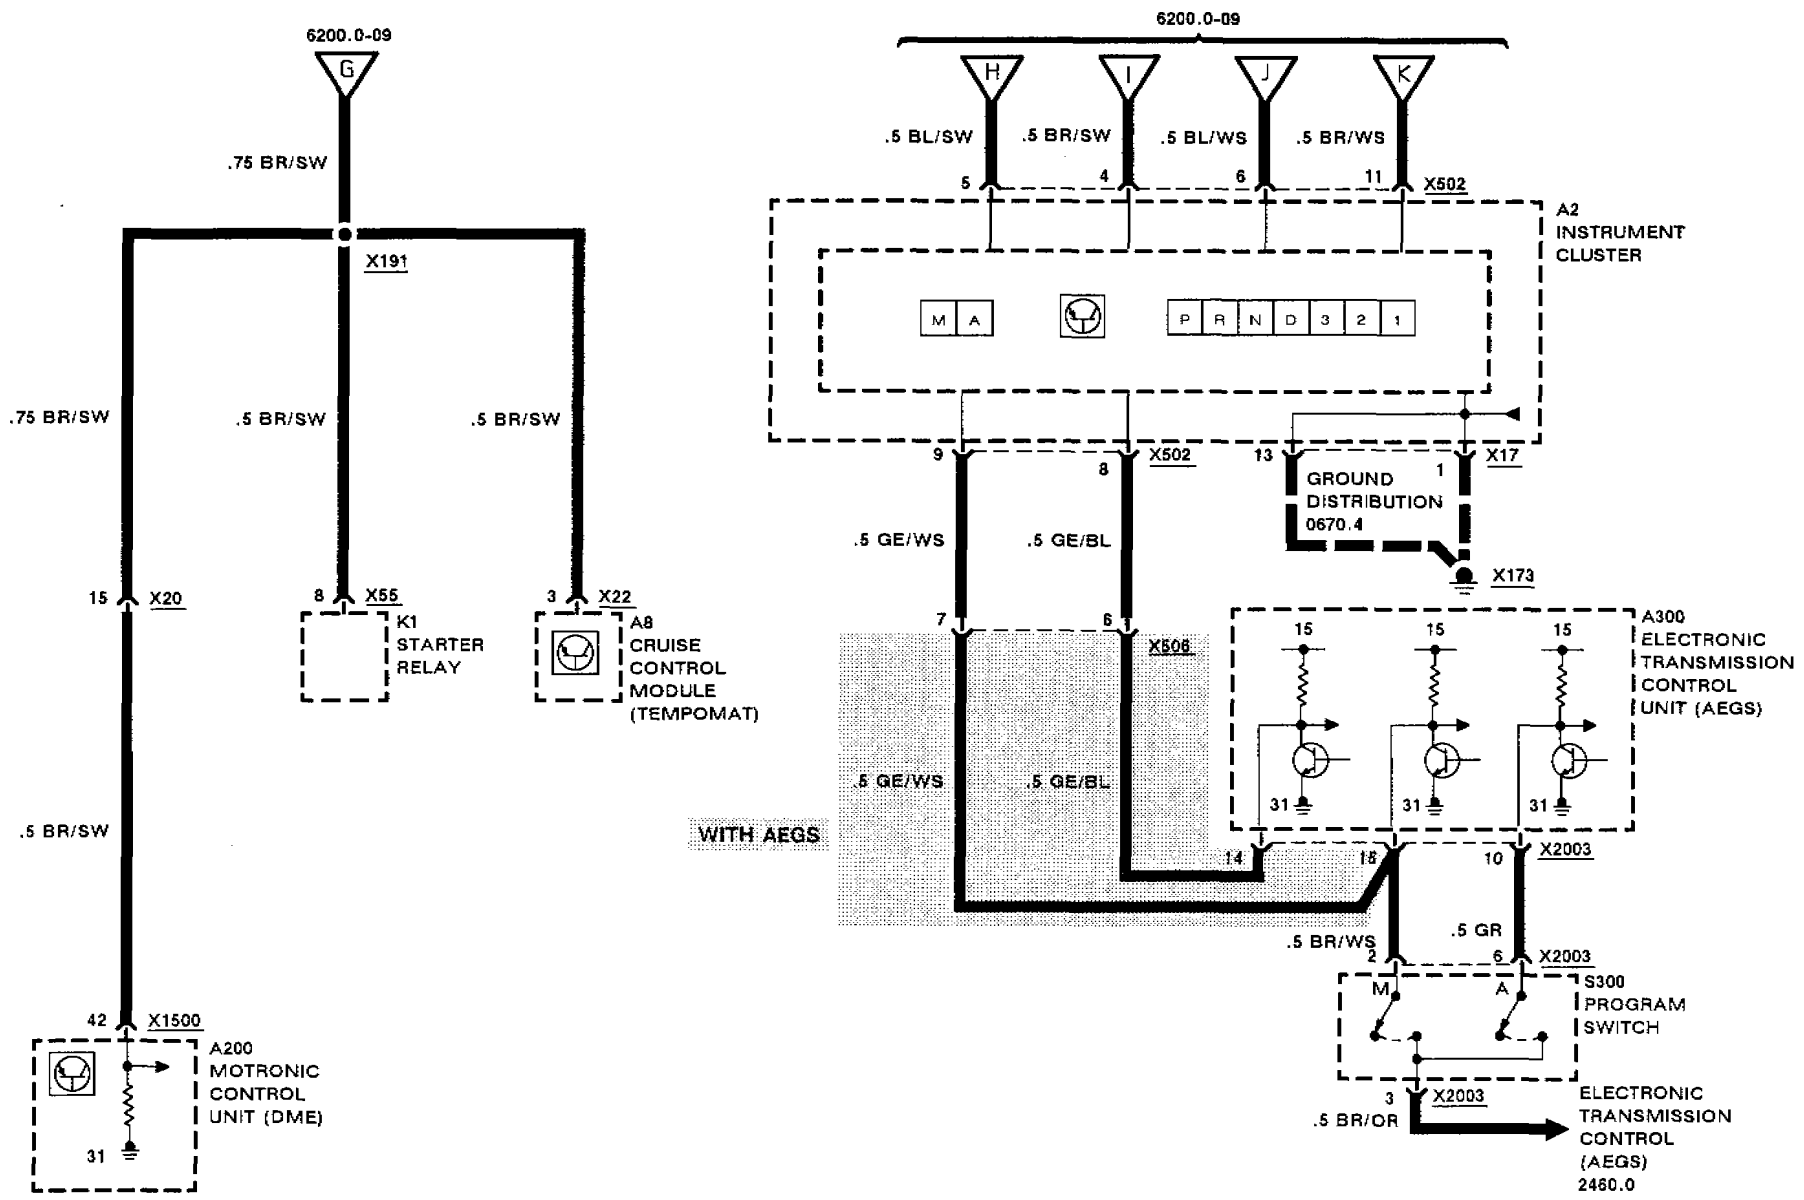 6200.0-09
G
.75 BR/SW
X191
.75 BR/SW
.5 BR/SW
.5 BR/SW
15 X20
8 X55
K1
STARTER
RELAY
3 X22
A8
CRUISE
CONTROL
MODULE
(TEMPOMAT)
.5 BR/SW
42 X1500
A200
MOTRONIC
CONTROL
UNIT (DME)
31
6200.0-09
H I J K
.5 BL/SW .5 BR/SW .5 BL/WS .5 BR/WS
5 4 6 11 X502
A2
INSTRUMENT
CLUSTER
M A P R N D 3 2 1
9 8 X502 13 1 X17
GROUND
DISTRIBUTION
0670.4
X173
.5 GE/WS .5 GE/BL
7 6 X506
.5 GE/WS .5 GE/BL
WITH AEGS
A300
ELECTRONIC
TRANSMISSION
CONTROL
UNIT (AEGS)
15 15 15
31 31 31
14 10 X2003
.5 BR/WS .5 GR
2 6 X2003
M A
S300
PROGRAM
SWITCH
3 X2003
.5 BR/OR
ELECTRONIC
TRANSMISSION
CONTROL
(AEGS)
2460.0